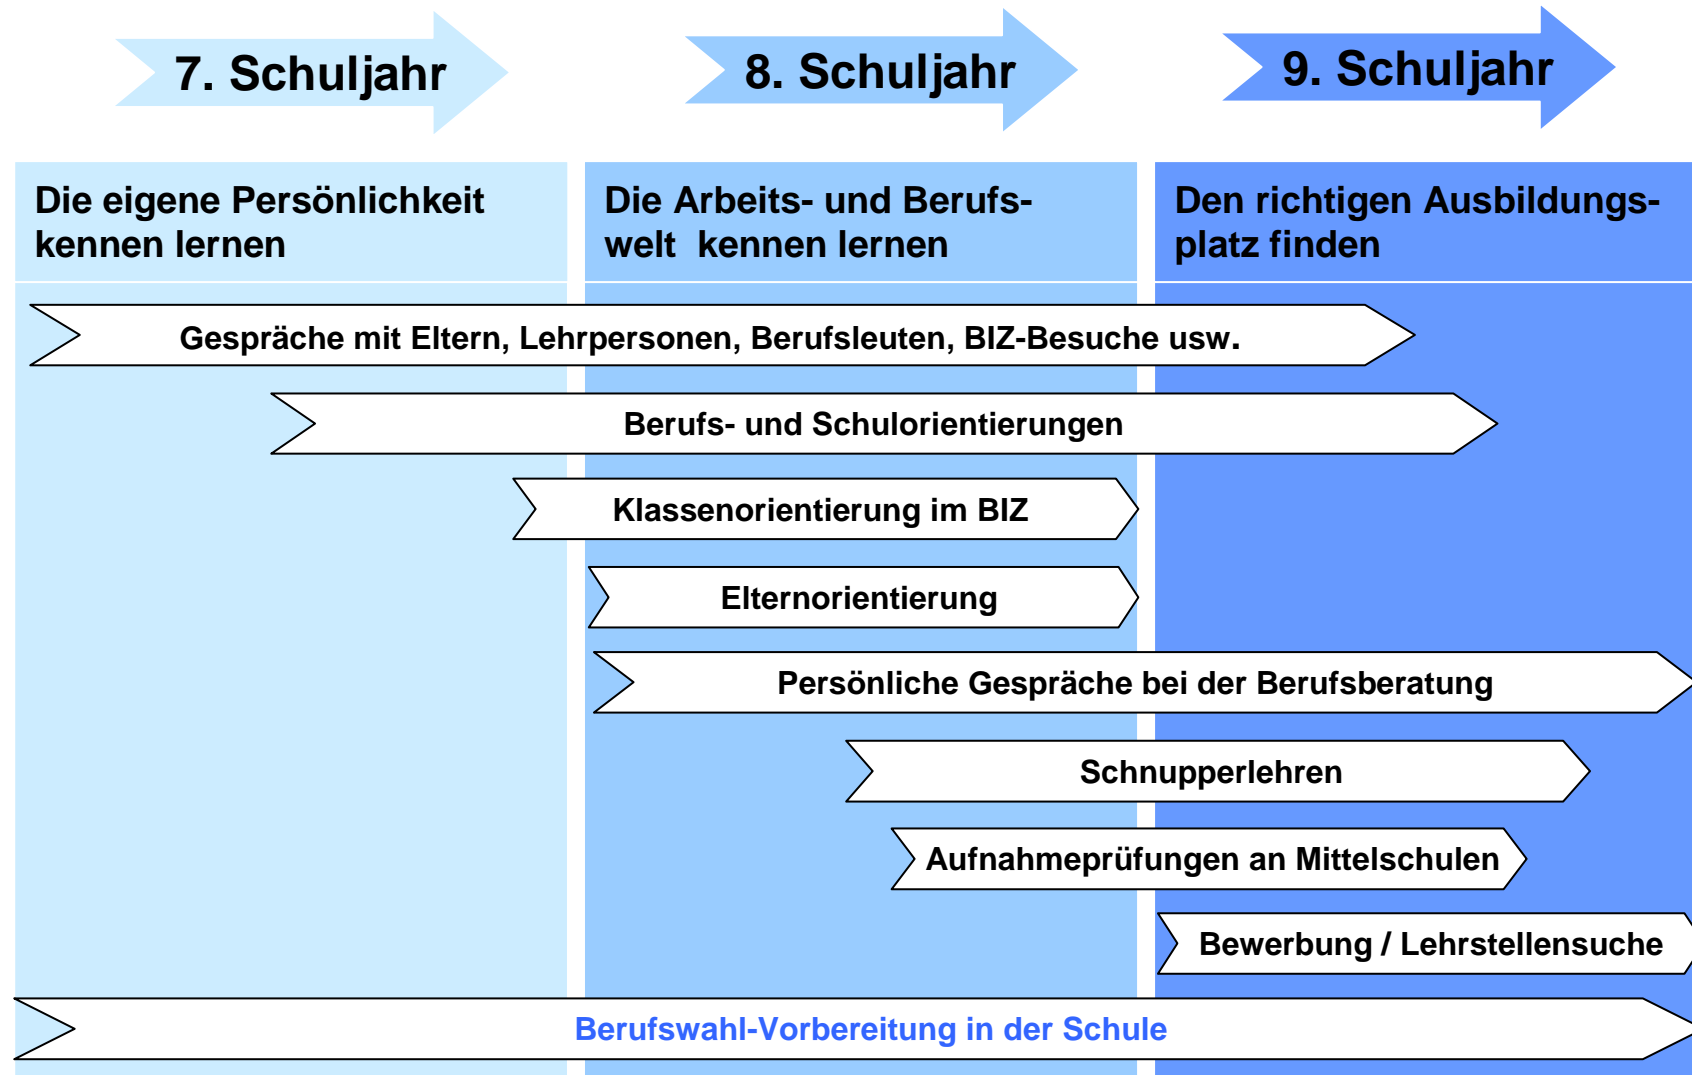 7. Schuljahr
8. Schuljahr
9. Schuljahr
Die eigene Persönlichkeit
kennen lernen
Die Arbeits- und Berufs-
welt kennen lernen
Den richtigen Ausbildungs-
platz finden
Gespräche mit Eltern, Lehrpersonen, Berufsleuten, BIZ-Besuche usw.
Berufs- und Schulorientierungen
Klassenorientierung im BIZ
Elternorientierung
Persönliche Gespräche bei der Berufsberatung
Schnupperlehren
Aufnahmeprüfungen an Mittelschulen
Bewerbung / Lehrstellensuche
Berufswahl-Vorbereitung in der Schule